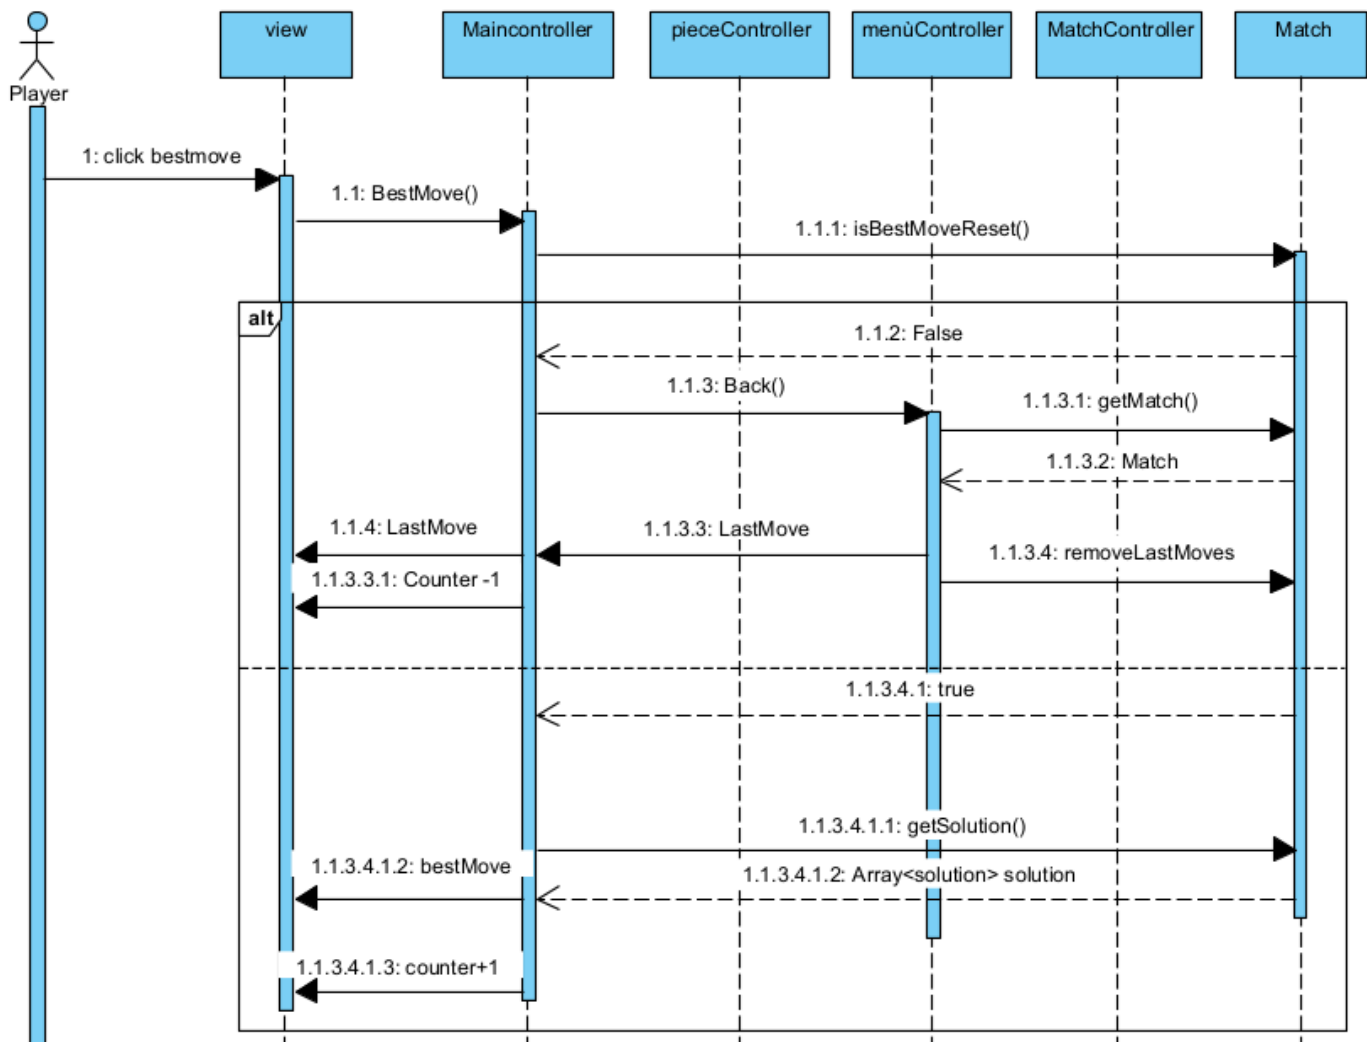 view
Maincontroller
pieceController
menùController
MatchController
Match
Player
1: click bestmove
1.1: BestMove()
1.1.1: isBestMoveReset()
alt
1.1.2: False
1.1.3: Back()
1.1.3.1: getMatch()
1.1.3.2: Match
1.1.4: LastMove
1.1.3.3: LastMove
1.1.3.4: removeLastMoves
1.1.3.3.1: Counter -1
1.1.3.4.1: true
1.1.3.4.1.1: getSolution()
1.1.3.4.1.2: bestMove
1.1.3.4.1.2: Array<solution> solution
1.1.3.4.1.3: counter+1